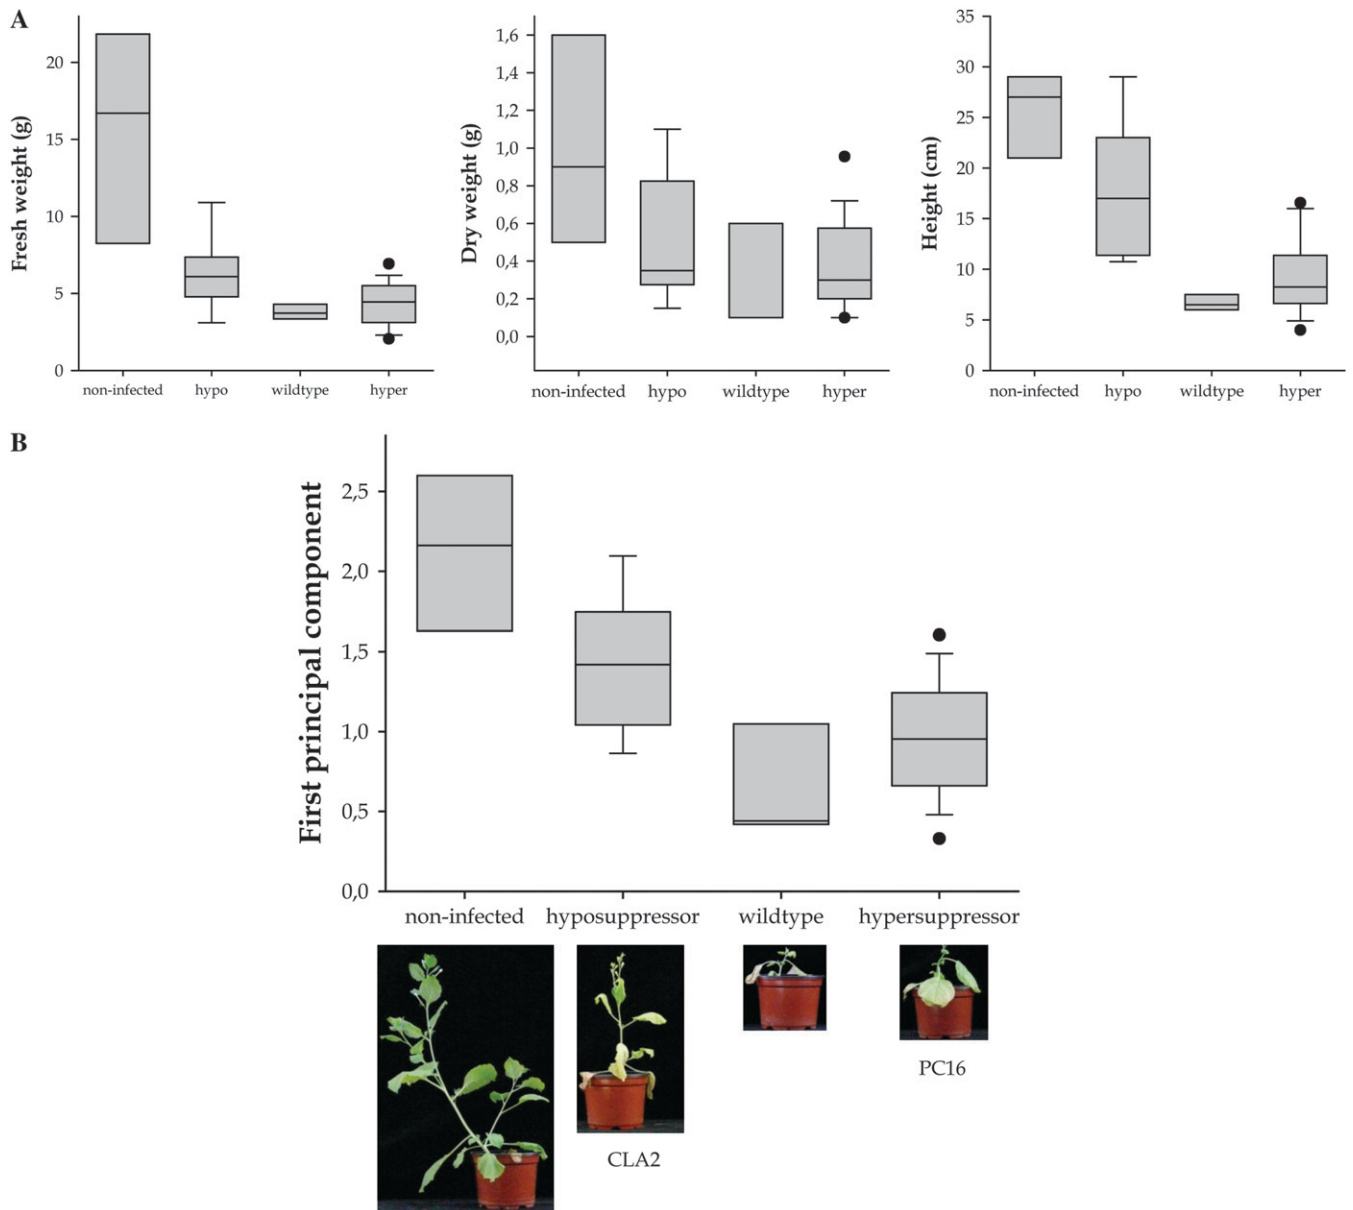 A
Fresh weight (g)
20
15
10
5
0
non-infected hypo wildtype hyper
Dry weight (g)
1,6
1,4
1,2
1,0
0,8
0,6
0,4
0,2
0,0
non-infected hypo wildtype hyper
Height (cm)
35
30
25
20
15
10
5
0
non-infected hypo wildtype hyper
B
First principal component
2,5
2,0
1,5
1,0
0,5
0,0
non-infected hyposuppressor wildtype hypersuppressor
PC16
CLA2